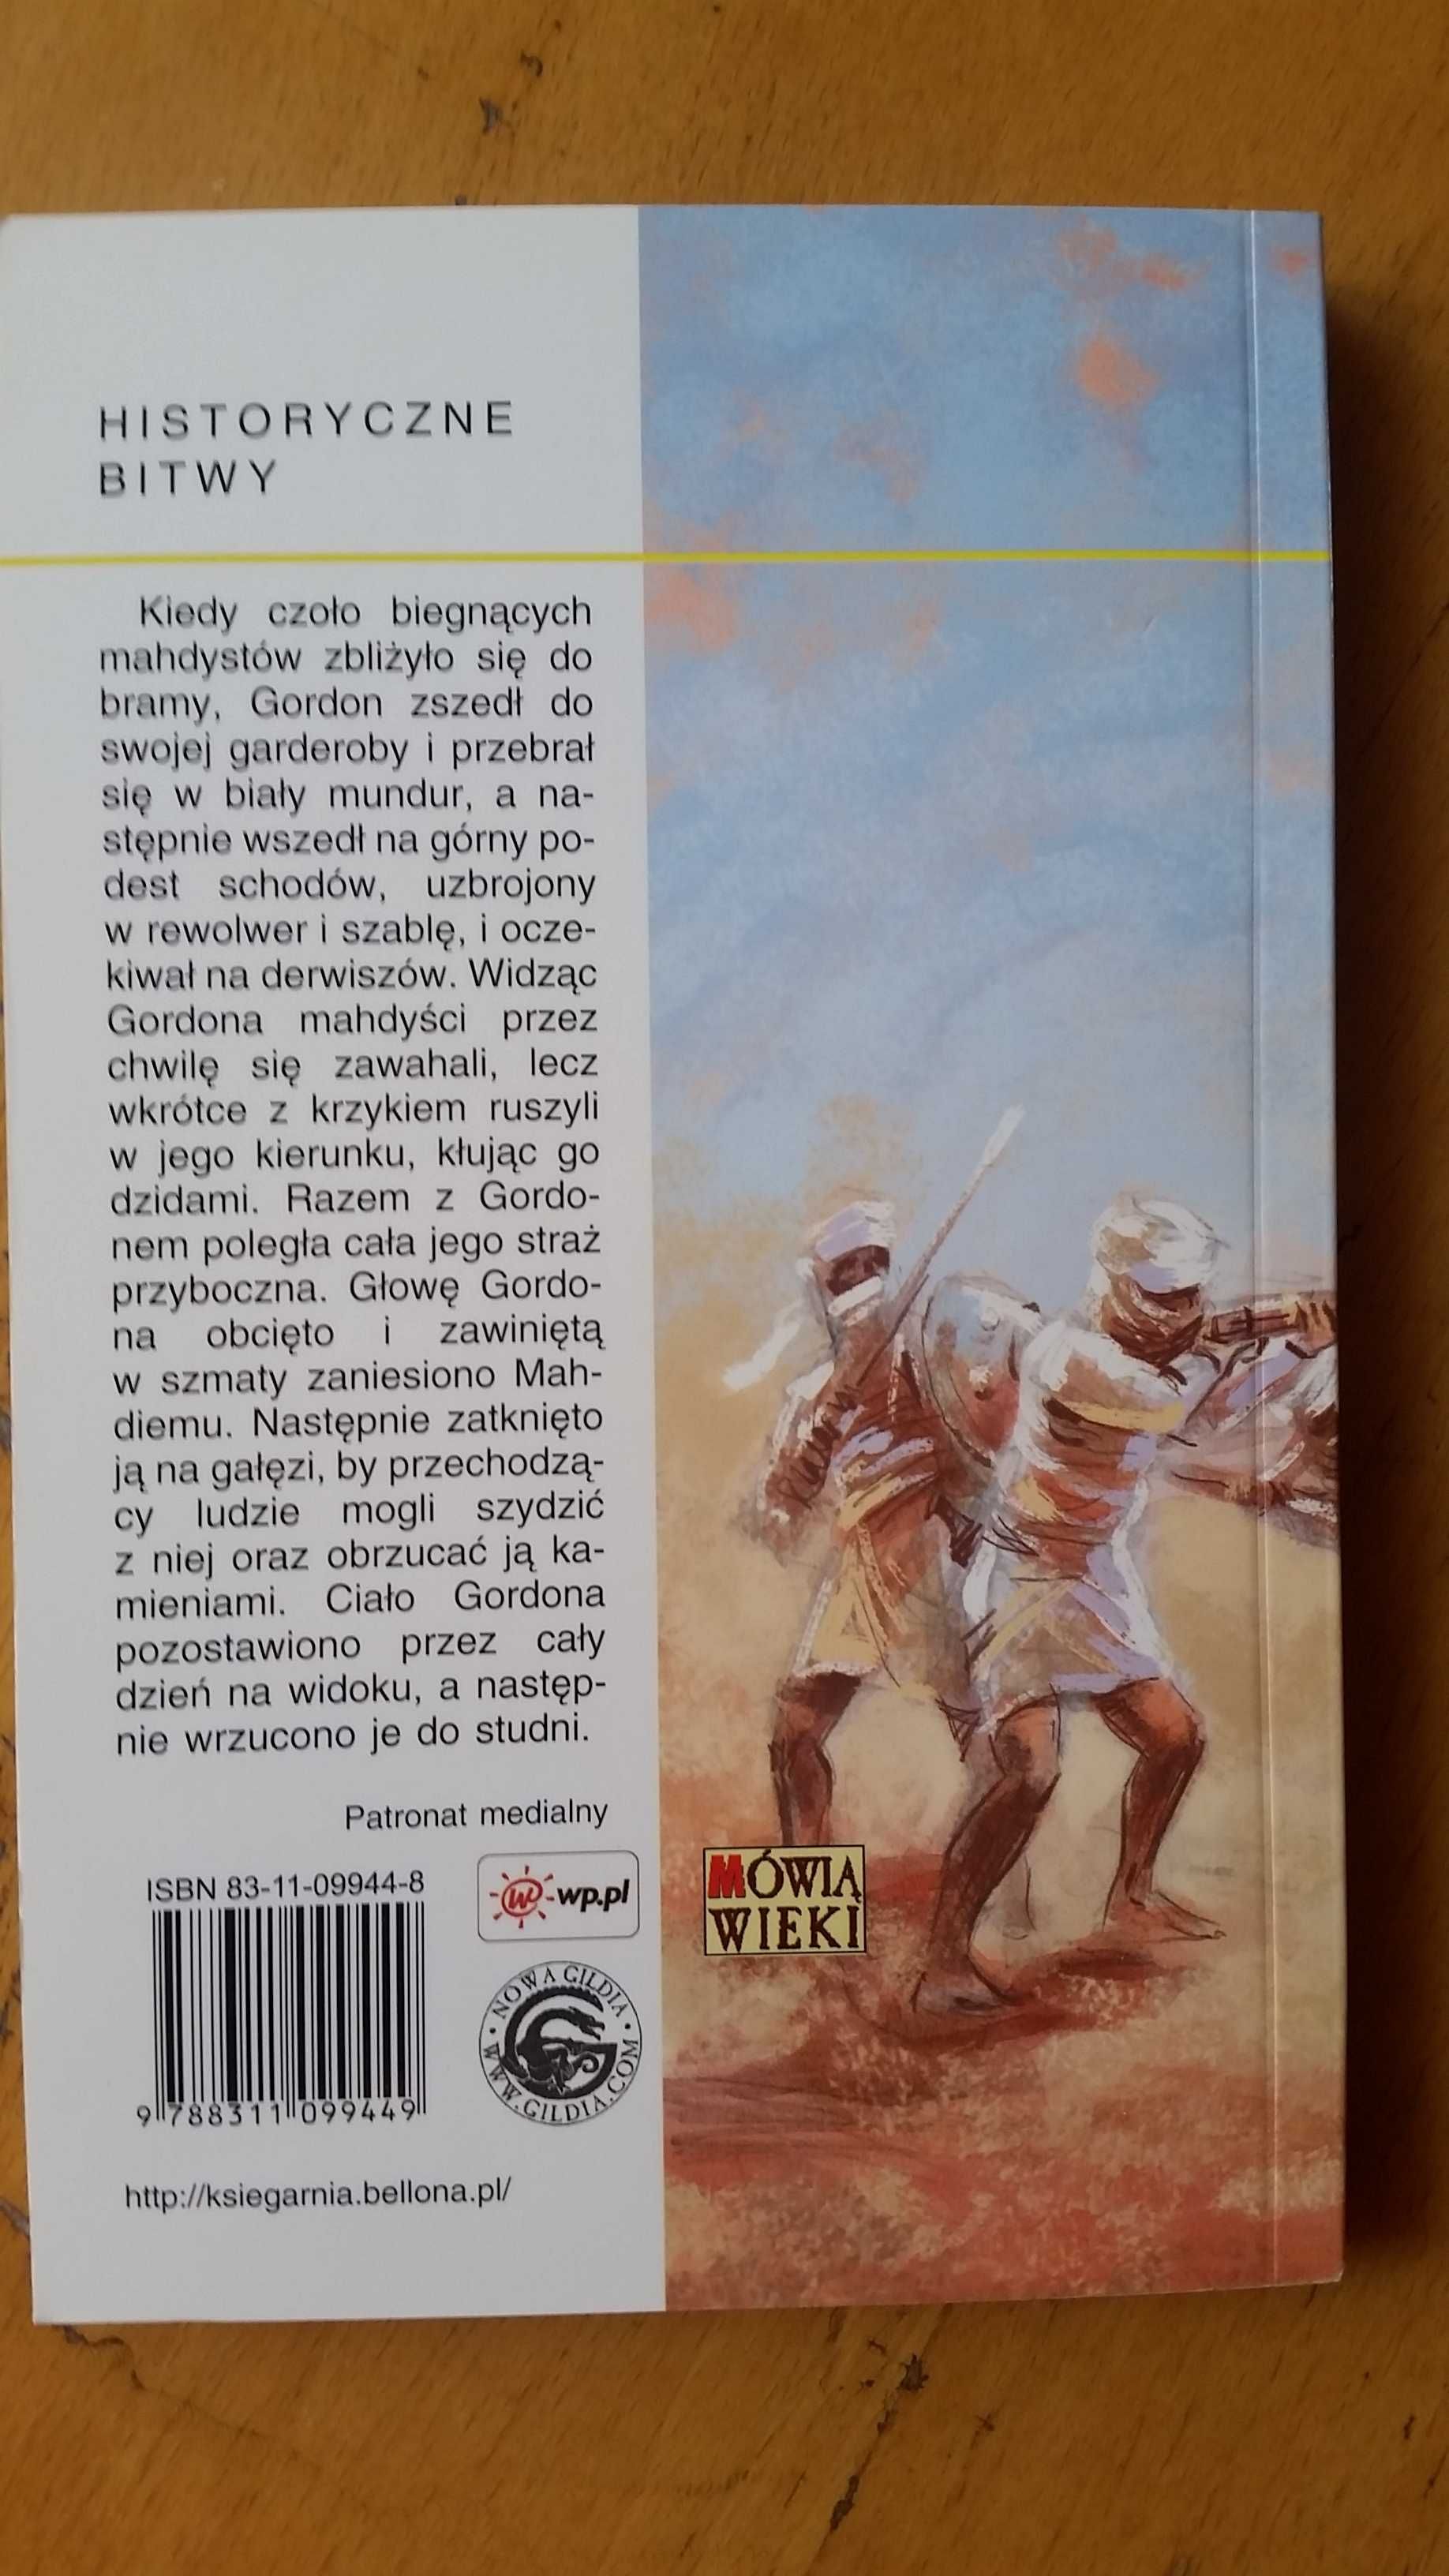 HISTORYCZNE
BITWY
Kiedy czoło biegnących
mahdystów zbliżyło się do
bramy, Gordon zszedł do
swojej garderoby i przebrał
się w biały mundur, a na-
stępnie wszedł na górny po-
dest schodów, uzbrojony
w rewolwer i szablę, i ocze-
kiwał na derwiszów. Widząc
Gordona mahdyści przez
chwilę się zawahali, lecz
wkrótce z krzykiem ruszyli
w jego kierunku, kłując go
dzidami. Razem z Gordo-
nem poległa cała jego straż
przyboczna. Głowę Gordo-
na obcięto i zawiniętą
w szmaty zaniesiono Mah-
diemu. Następnie zatknięto
ją na gałęzi, by przechodzą-
cy ludzie mogli szydzić
z niej oraz obrzucać ją ka-
mieniami. Ciało Gordona
pozostawiono przez cały
dzień na widoku, a następ-
nie wrzucono je do studni.
Patronat medialny
ISBN 83-11-09944-8
w-wp.pl
MÓWIĄ
WIEKI
NOWA GILDIA
WWW.GILDIA.COM
9 788311 099449
http://ksiegarnia.bellona.pl/